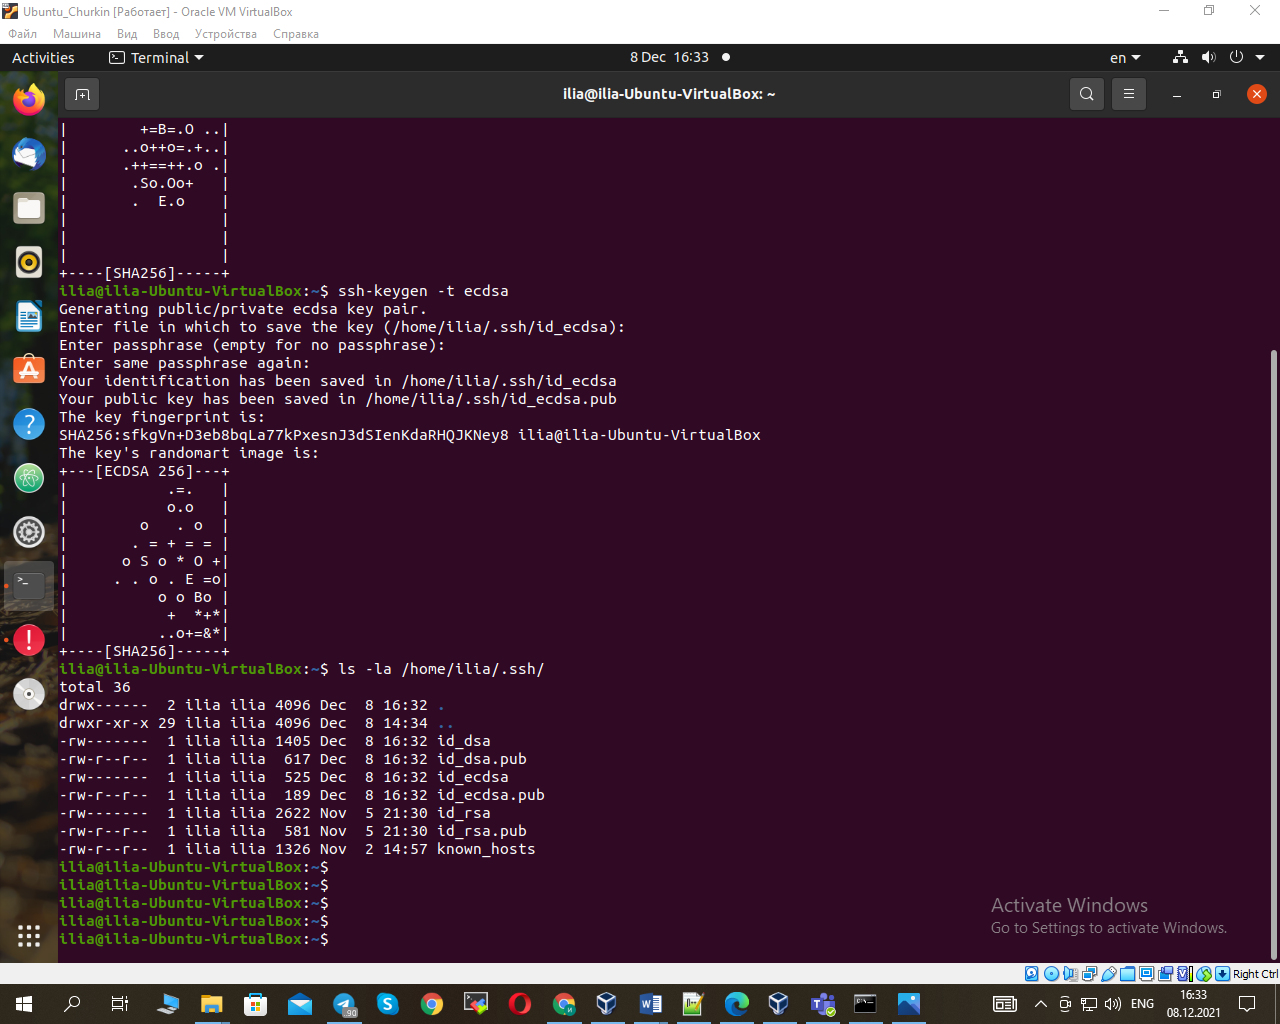 Ubuntu_Churkin [Работает] - Oracle VM VirtualBox
Файл Машина Вид Ввод Устройства Справка
Activities Terminal 8 Dec 16:33 en
ilia@ilia-Ubuntu-VirtualBox: ~
|        +=B=.O ..|
|      ..o++o=.+..|
|      .++==++.o .|
|       .So.Oo+   |
|       .  E.o    |
|                 |
|                 |
|                 |
+----[SHA256]-----+
ilia@ilia-Ubuntu-VirtualBox:~$ ssh-keygen -t ecdsa
Generating public/private ecdsa key pair.
Enter file in which to save the key (/home/ilia/.ssh/id_ecdsa):
Enter passphrase (empty for no passphrase):
Enter same passphrase again:
Your identification has been saved in /home/ilia/.ssh/id_ecdsa
Your public key has been saved in /home/ilia/.ssh/id_ecdsa.pub
The key fingerprint is:
SHA256:sfkgVn+D3eb8bqLa77kPxesnJ3dSIenKdaRHQJKNey8 ilia@ilia-Ubuntu-VirtualBox
The key's randomart image is:
+---[ECDSA 256]---+
|           .=.   |
|           o.o   |
|        o   . o  |
|       . = + = = |
|      o S o * O +|
|     . . o . E =o|
|          o o Bo |
|           +  *+*|
|          ..o+=&*|
+----[SHA256]-----+
ilia@ilia-Ubuntu-VirtualBox:~$ ls -la /home/ilia/.ssh/
total 36
drwx------  2 ilia ilia 4096 Dec  8 16:32 .
drwxr-xr-x 29 ilia ilia 4096 Dec  8 14:34 ..
-rw-------  1 ilia ilia 1405 Dec  8 16:32 id_dsa
-rw-r--r--  1 ilia ilia  617 Dec  8 16:32 id_dsa.pub
-rw-------  1 ilia ilia  525 Dec  8 16:32 id_ecdsa
-rw-r--r--  1 ilia ilia  189 Dec  8 16:32 id_ecdsa.pub
-rw-------  1 ilia ilia 2622 Nov  5 21:30 id_rsa
-rw-r--r--  1 ilia ilia  581 Nov  5 21:30 id_rsa.pub
-rw-r--r--  1 ilia ilia 1326 Nov  2 14:57 known_hosts
ilia@ilia-Ubuntu-VirtualBox:~$
ilia@ilia-Ubuntu-VirtualBox:~$
ilia@ilia-Ubuntu-VirtualBox:~$
ilia@ilia-Ubuntu-VirtualBox:~$
ilia@ilia-Ubuntu-VirtualBox:~$
Activate Windows
Go to Settings to activate Windows.
Right Ctrl
.90
ENG
16:33
08.12.2021